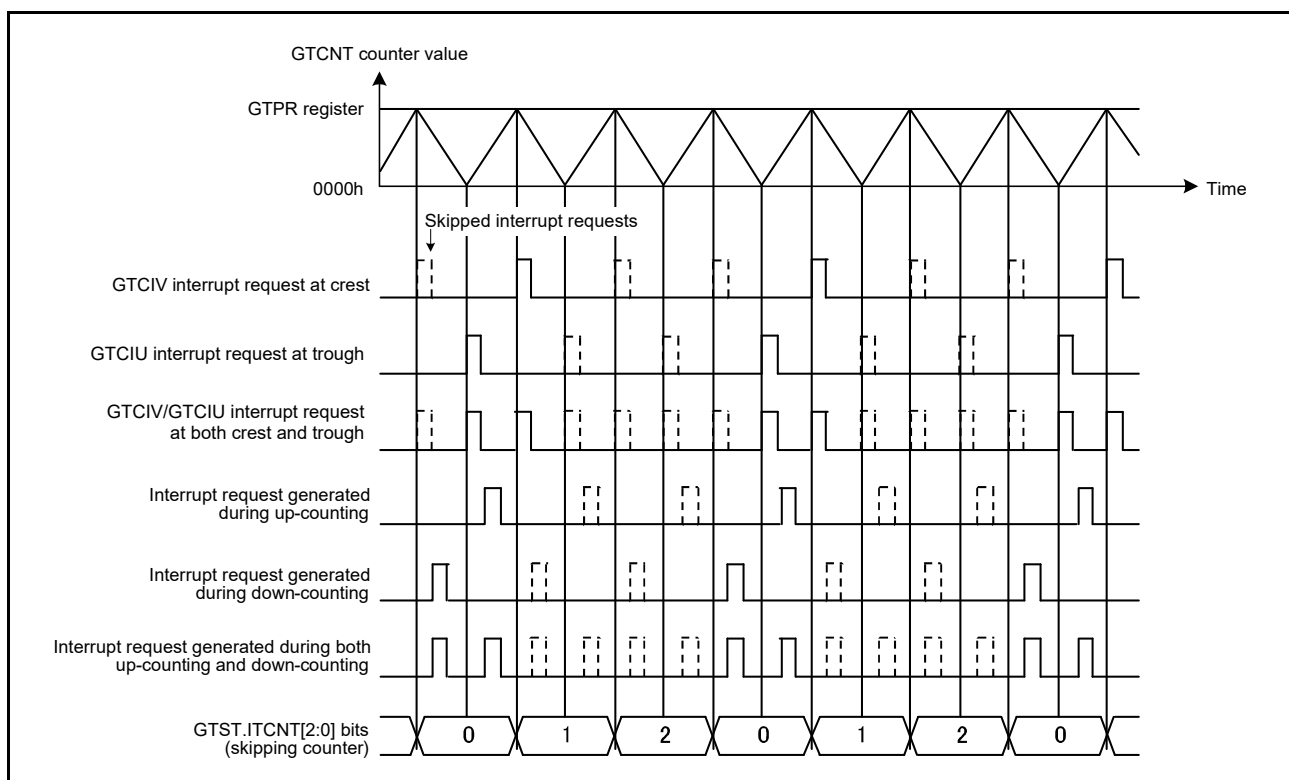 GTCNT counter value
GTPR register
0000h
Time
Skipped interrupt requests
GTCIV interrupt request at crest
GTCIU interrupt request at trough
GTCIV/GTCIU interrupt request
at both crest and trough
Interrupt request generated
during up-counting
Interrupt request generated
during down-counting
Interrupt request generated during both
up-counting and down-counting
GTST.ITCNT[2:0] bits
(skipping counter)
0 1 2 0 1 2 0